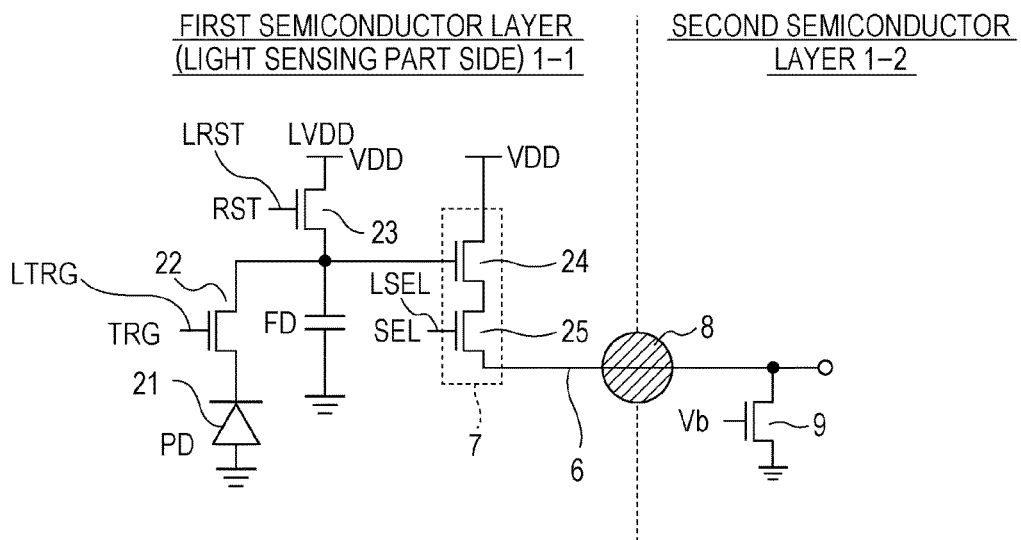 FIRST SEMICONDUCTOR LAYER
(LIGHT SENSING PART SIDE) 1-1
SECOND SEMICONDUCTOR
LAYER 1-2
LRST
LVDD
VDD
VDD
RST
23
24
LTRG
22
LSEL
FD
SEL
25
8
TRG
21
PD
7
6
Vb
9